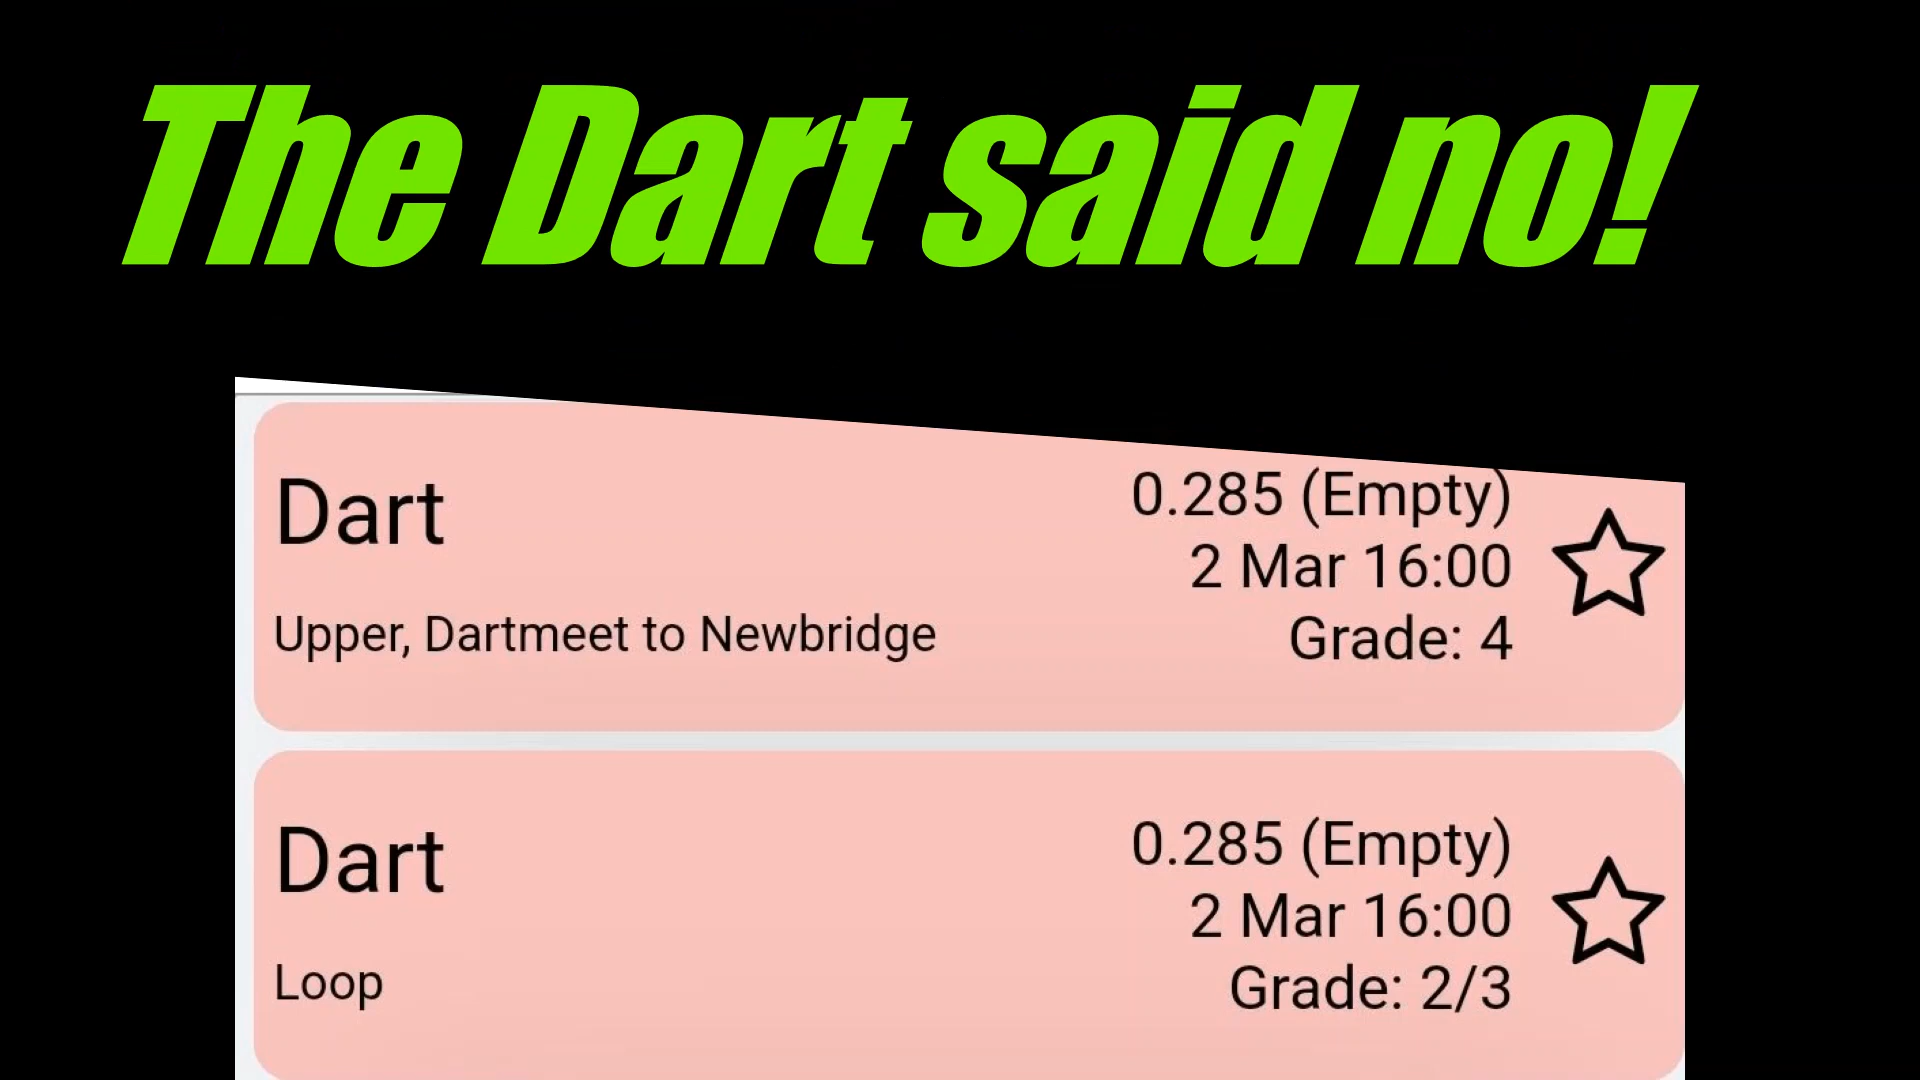 The Dart said no!
Dart
0.285 (Empty)
2 Mar 16:00
Upper, Dartmeet to Newbridge
Grade: 4
Dart
0.285 (Empty)
2 Mar 16:00
Loop
Grade: 2/3